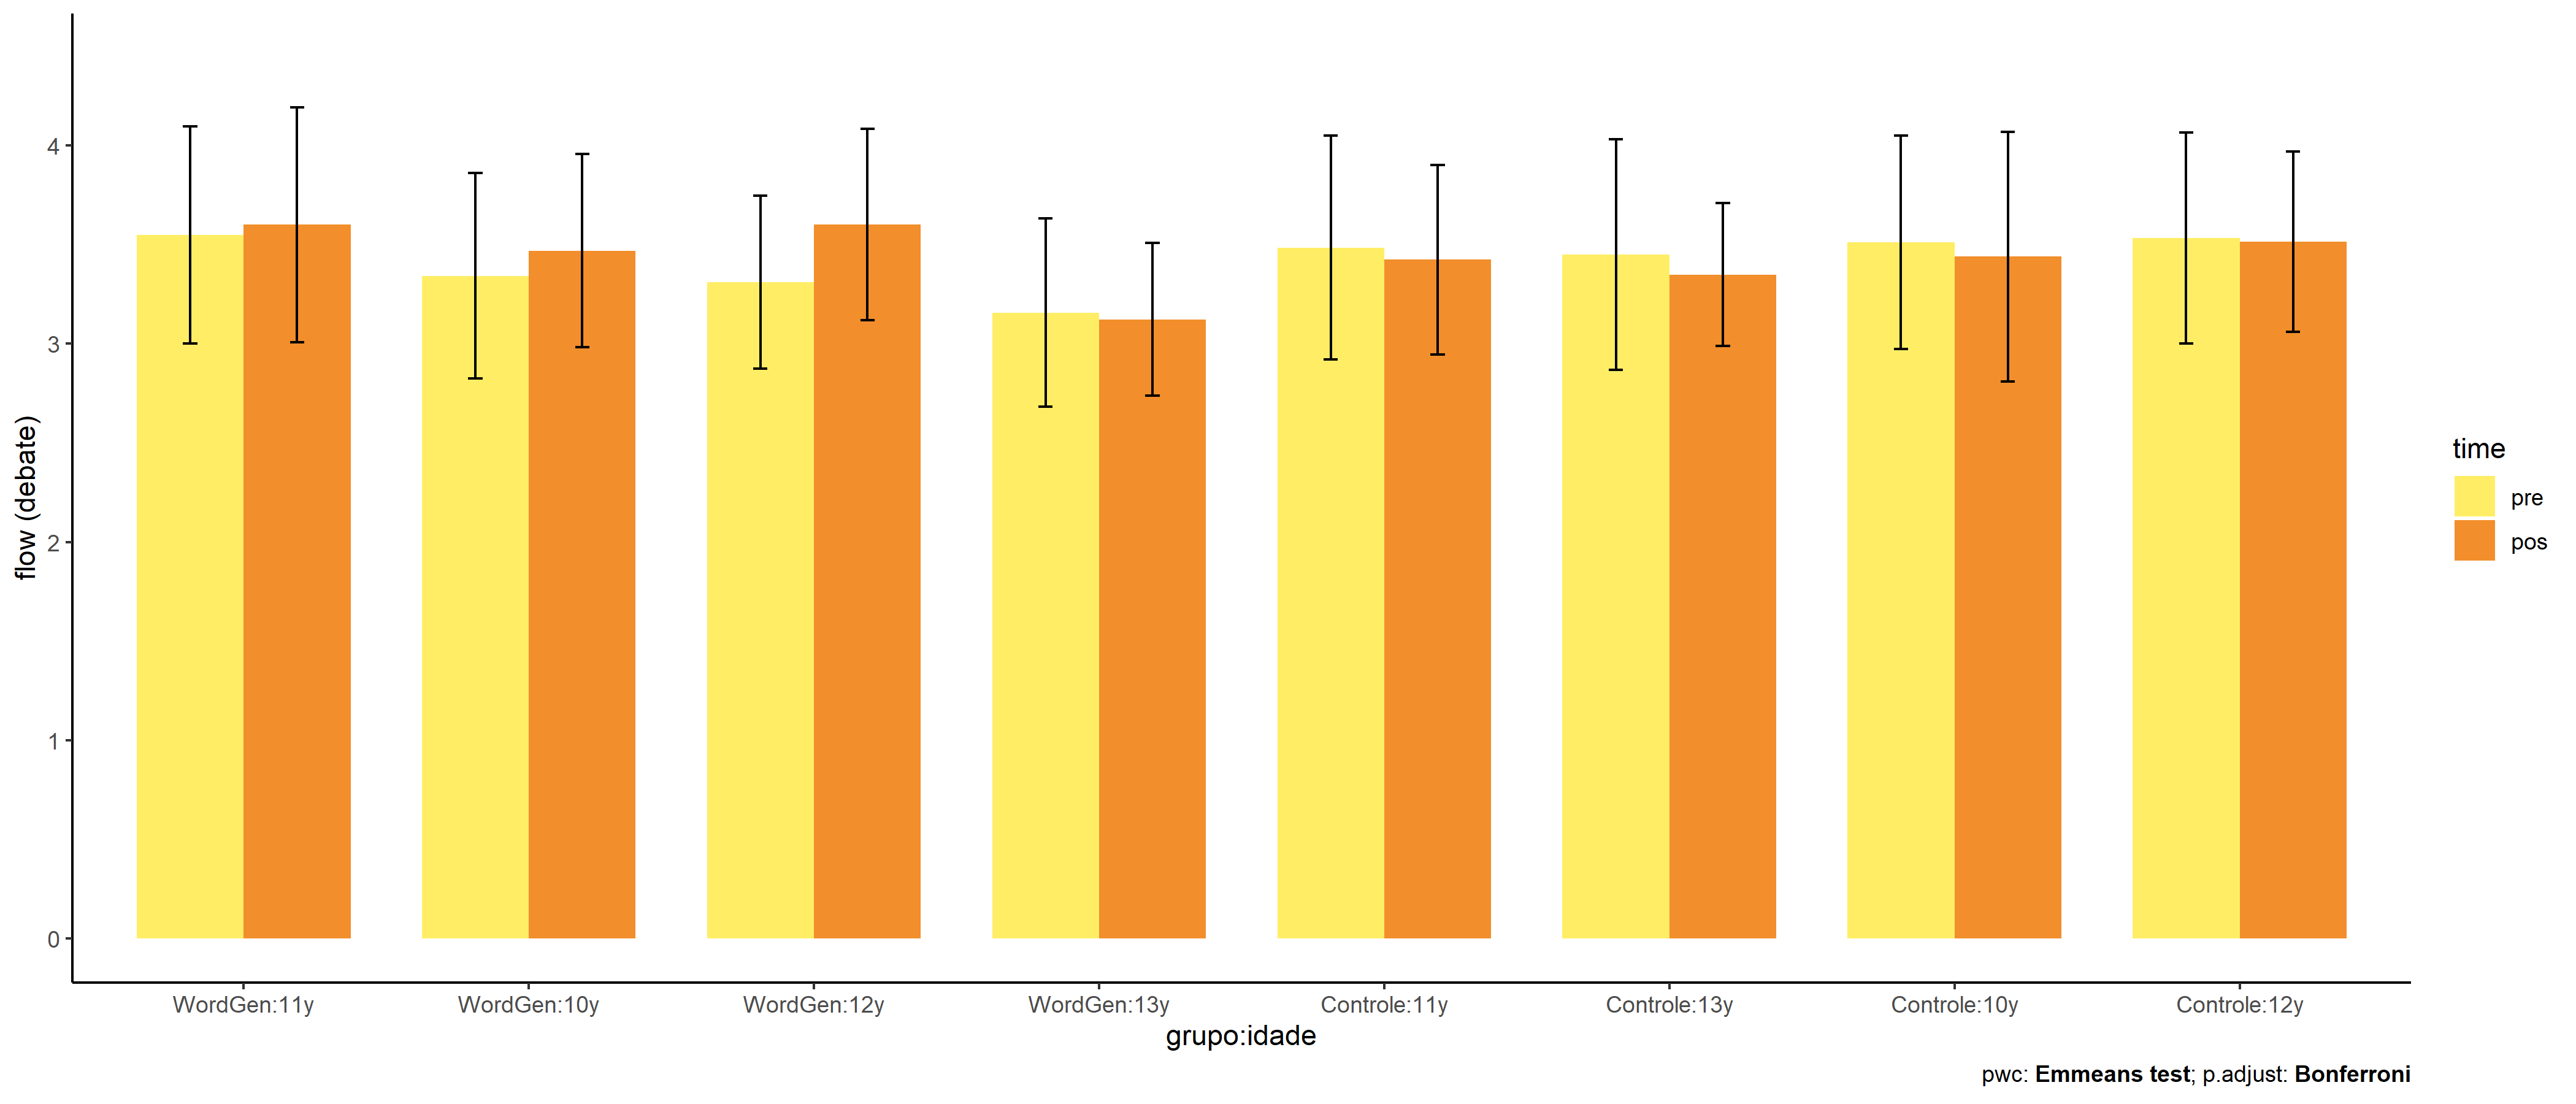 flow (debate)
4
3
2
1
0
WordGen:11y WordGen:10y WordGen:12y WordGen:13y Controle:11y Controle:13y Controle:10y Controle:12y
grupo:idade
time
pre
pos
pwc: Emmeans test; p.adjust: Bonferroni